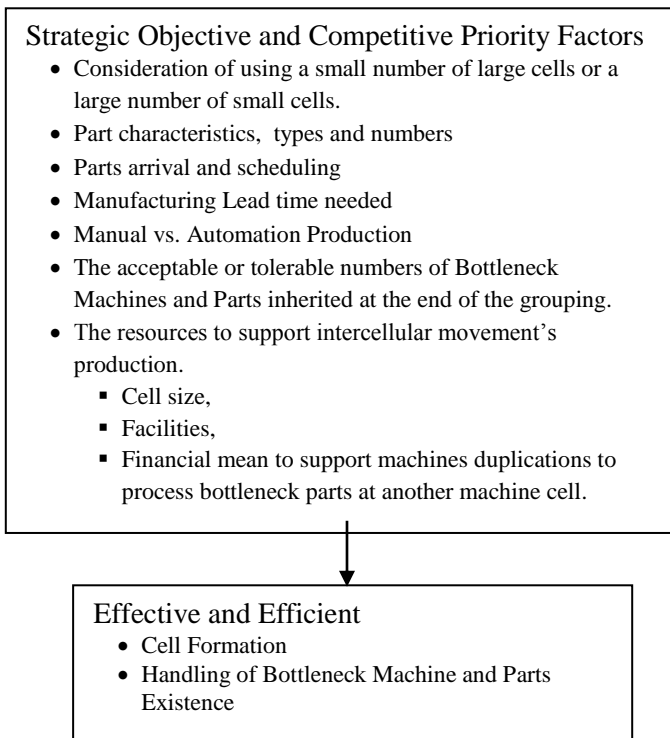 Strategic Objective and Competitive Priority Factors
• Consideration of using a small number of large cells or a
large number of small cells.
• Part characteristics, types and numbers
• Parts arrival and scheduling
• Manufacturing Lead time needed
• Manual vs. Automation Production
• The acceptable or tolerable numbers of Bottleneck
Machines and Parts inherited at the end of the grouping.
• The resources to support intercellular movement's
production.
▪ Cell size,
▪ Facilities,
▪ Financial mean to support machines duplications to
process bottleneck parts at another machine cell.
Effective and Efficient
• Cell Formation
• Handling of Bottleneck Machine and Parts
Existence